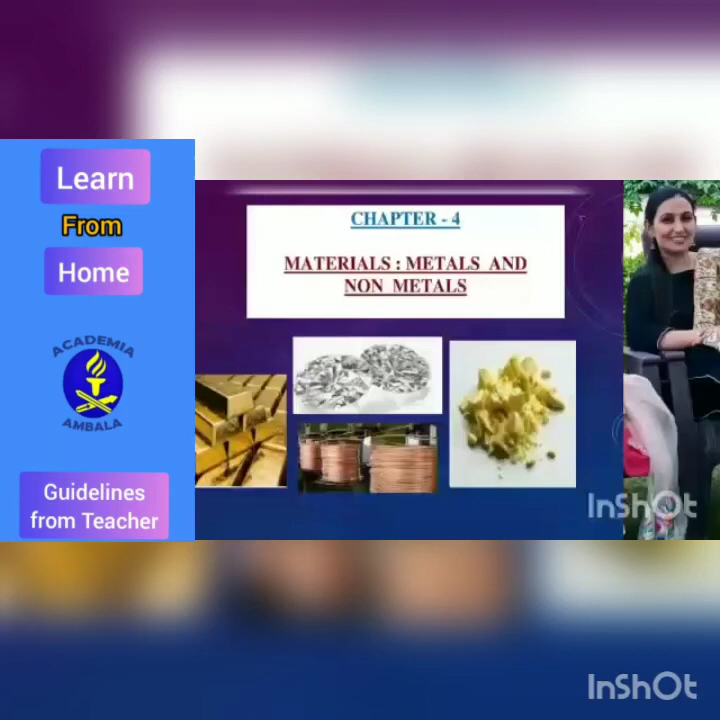 Learn
From
Home
ACADEMIA
AMBALA
Guidelines
from Teacher
CHAPTER - 4
MATERIALS : METALS AND
NON METALS
InShOt
InShOt